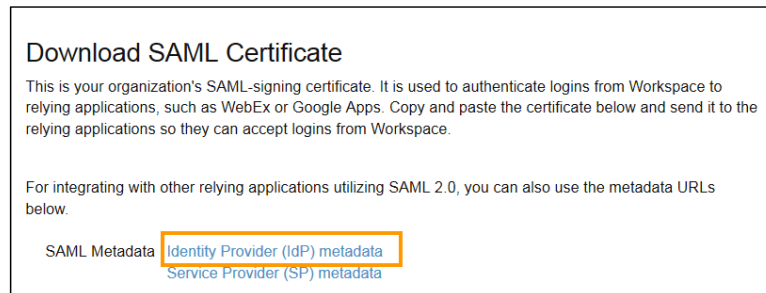 Download SAML Certificate
This is your organization's SAML-signing certificate. It is used to authenticate logins from Workspace to
relying applications, such as WebEx or Google Apps. Copy and paste the certificate below and send it to the
relying applications so they can accept logins from Workspace.
For integrating with other relying applications utilizing SAML 2.0, you can also use the metadata URLs
below.
SAML Metadata Identity Provider (IdP) metadata
Service Provider (SP) metadata